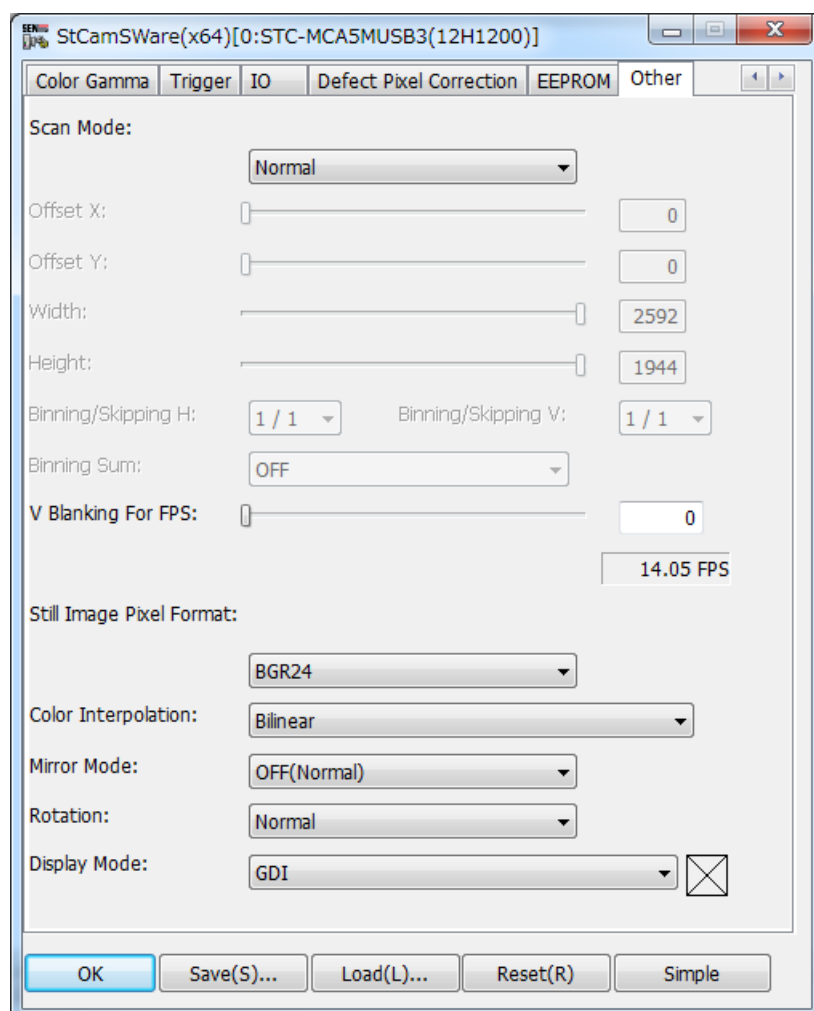 StCamSWare(x64)[0:STC-MCA5MUSB3(12H1200)]
Color Gamma Trigger IO Defect Pixel Correction EEPROM Other
Scan Mode:
Normal
Offset X: 0
Offset Y: 0
Width: 2592
Height: 1944
Binning/Skipping H: 1 / 1 Binning/Skipping V: 1 / 1
Binning Sum: OFF
V Blanking For FPS: 0
14.05 FPS
Still Image Pixel Format:
BGR24
Color Interpolation: Bilinear
Mirror Mode: OFF(Normal)
Rotation: Normal
Display Mode: GDI
OK Save(S)... Load(L)... Reset(R) Simple